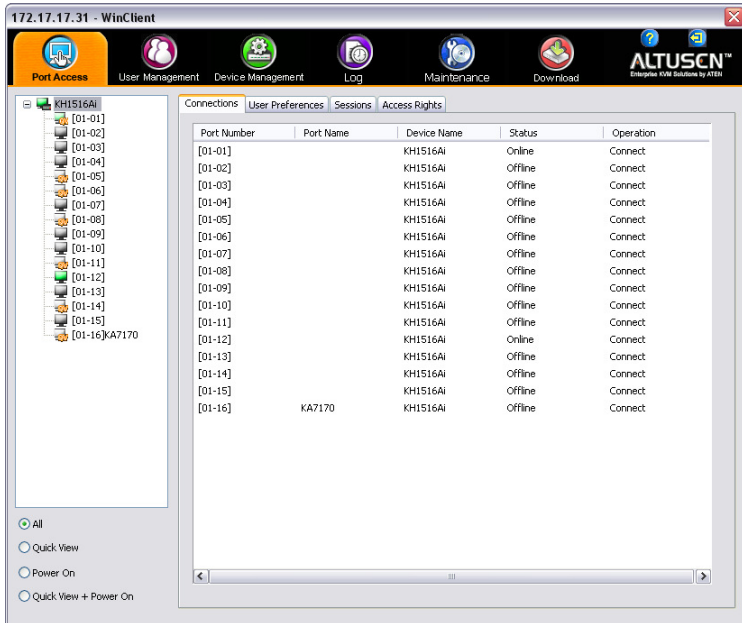 172.17.17.31 - WinClient
Port Access User Management Device Management Log Maintenance Download
ALTUSEN™
Enterprise KVM Solutions by ATEN
KH1516Ai
[01-01]
[01-02]
[01-03]
[01-04]
[01-05]
[01-06]
[01-07]
[01-08]
[01-09]
[01-10]
[01-11]
[01-12]
[01-13]
[01-14]
[01-15]
[01-16]KA7170
All
Quick View
Power On
Quick View + Power On
Connections User Preferences Sessions Access Rights
Port Number Port Name Device Name Status Operation
[01-01] KH1516Ai Online Connect
[01-02] KH1516Ai Offline Connect
[01-03] KH1516Ai Offline Connect
[01-04] KH1516Ai Offline Connect
[01-05] KH1516Ai Offline Connect
[01-06] KH1516Ai Offline Connect
[01-07] KH1516Ai Offline Connect
[01-08] KH1516Ai Offline Connect
[01-09] KH1516Ai Offline Connect
[01-10] KH1516Ai Offline Connect
[01-11] KH1516Ai Offline Connect
[01-12] KH1516Ai Online Connect
[01-13] KH1516Ai Offline Connect
[01-14] KH1516Ai Offline Connect
[01-15] KH1516Ai Offline Connect
[01-16] KA7170 KH1516Ai Offline Connect